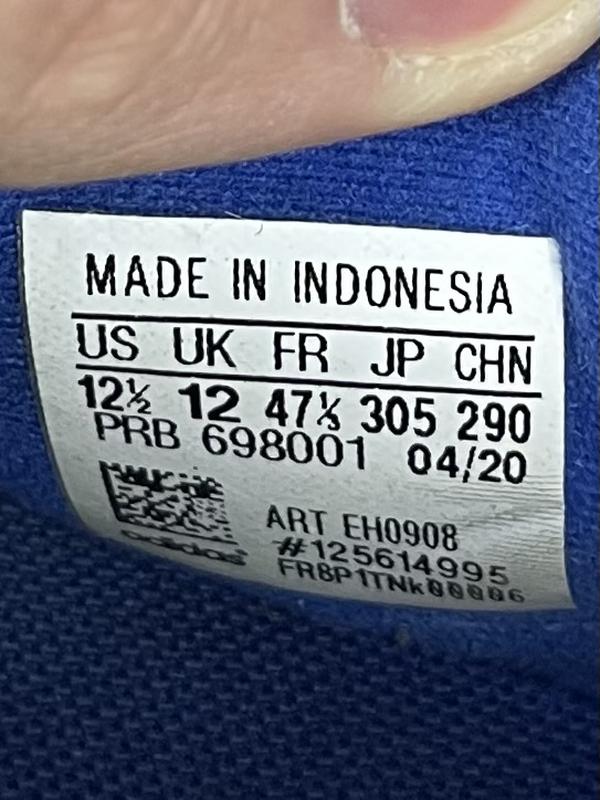 MADE IN INDONESIA
US UK FR JP CHN
12½ 12 47⅓ 305 290
PRB 698001 04/20
ART EH0908
#125614995
adidas
FR8P1TNk00006